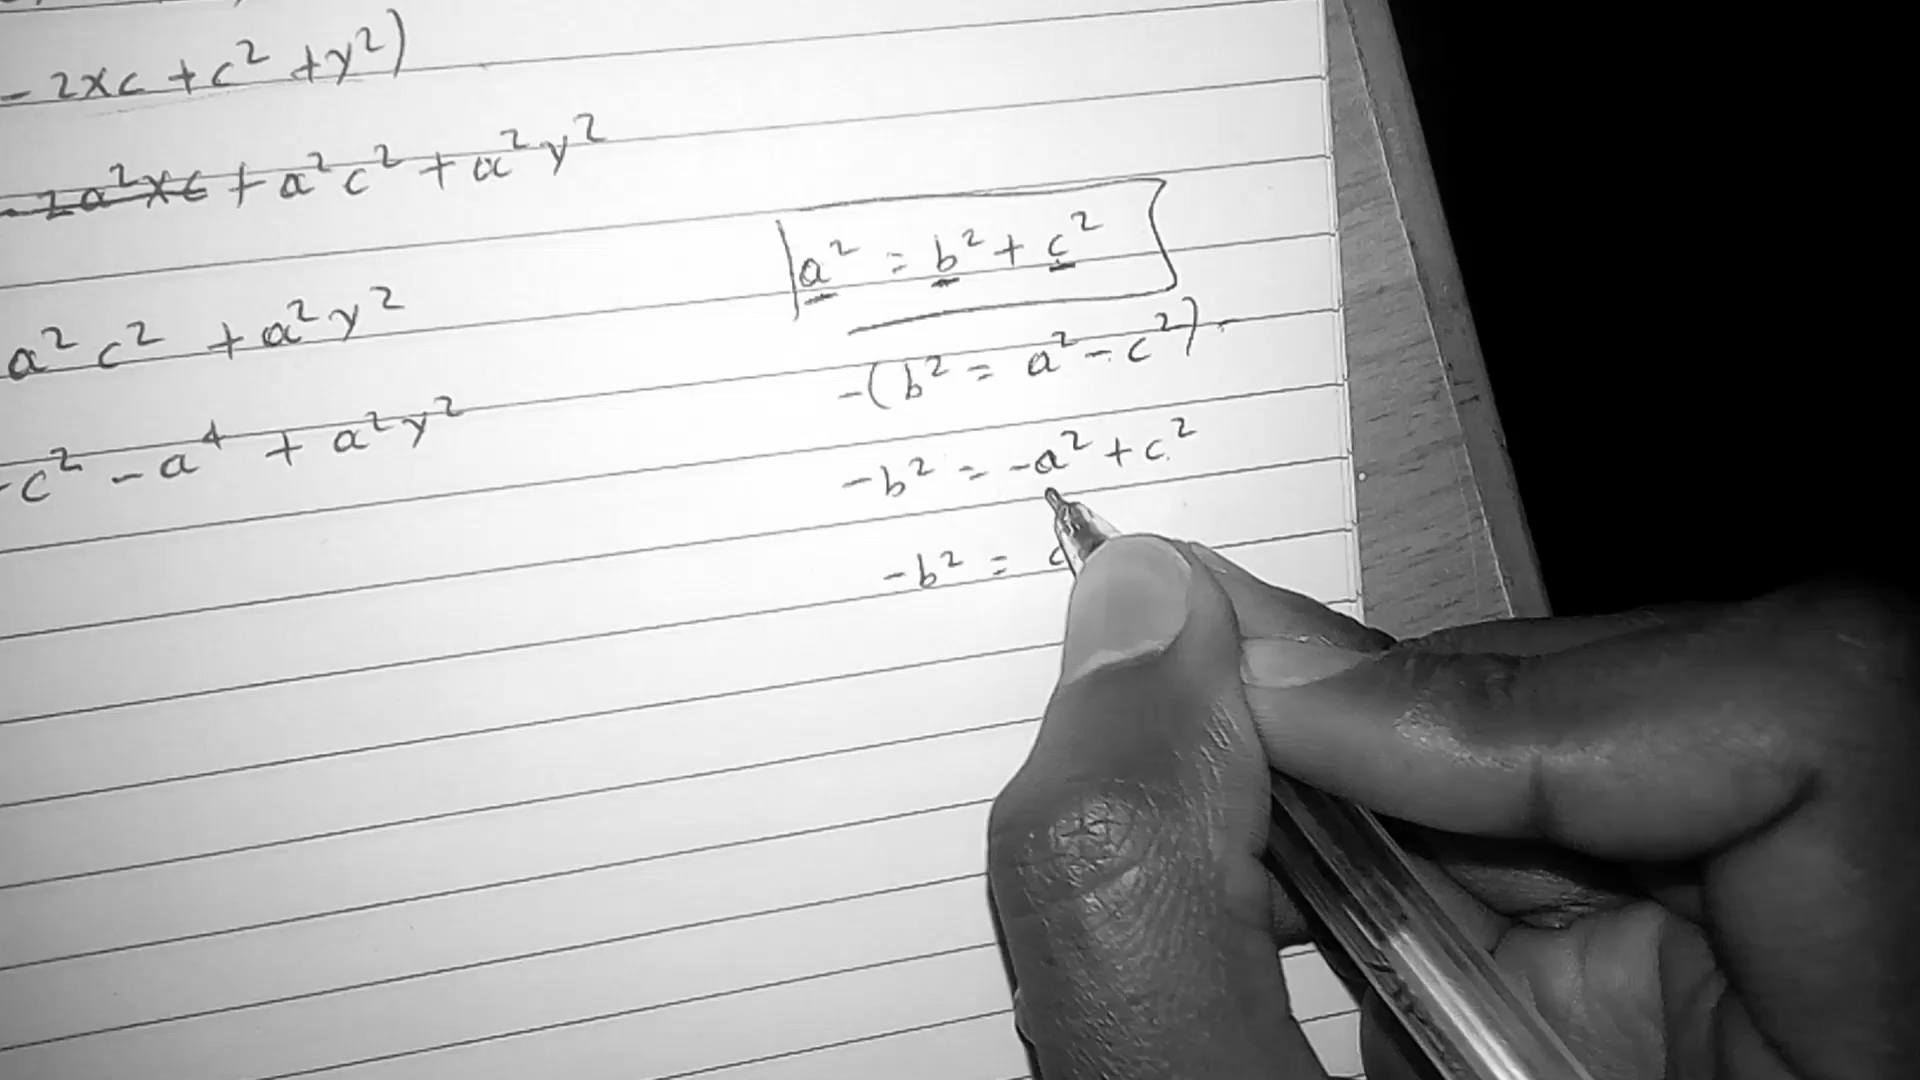 - 2xc + c² + y²)
- 2a²xc + a²c² + a²y²
a² = b² + c²
a²c² + a²y²
-(b² = a² - c²).
c² - a⁴ + a²y²
-b² = -a² + c²
-b² = c